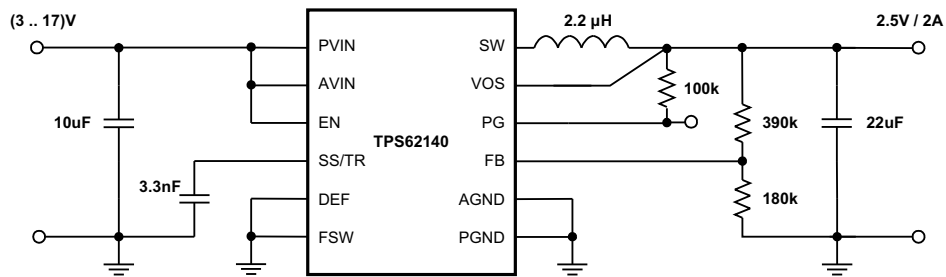 (3 .. 17)V
2.2 µH
2.5V / 2A
PVIN
SW
AVIN
VOS
100k
10uF
EN
PG
390k
22uF
TPS62140
SS/TR
FB
3.3nF
DEF
AGND
180k
FSW
PGND